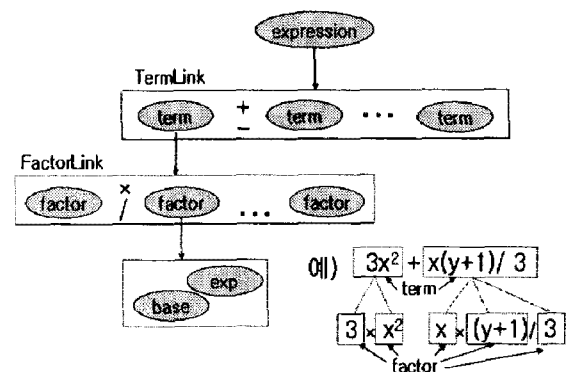 expression
TermLink
term + − term ··· term
FactorLink
factor × / factor ··· factor
exp
base
예) 3x² + x(y+1)/ 3
term
3 × x² x × (y+1) / 3
factor